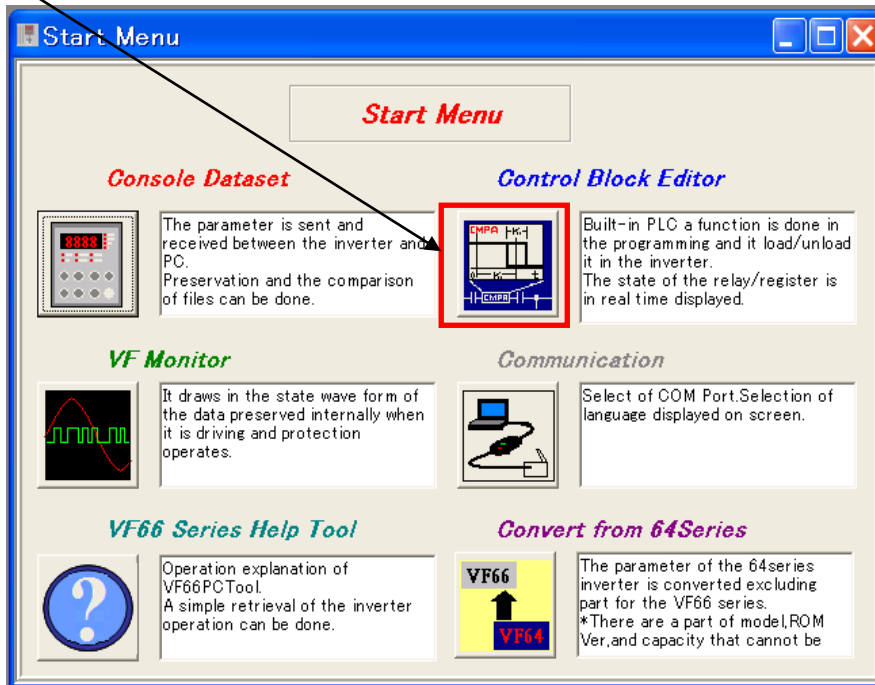 Start Menu
Start Menu
Console Dataset
The parameter is sent and
received between the inverter and
PC.
Preservation and the comparison
of files can be done.
8888
Control Block Editor
CMPA
K
0
K
t
CMPA
Built-in PLC a function is done in
the programming and it load/unload
it in the inverter.
The state of the relay/register is
in real time displayed.
VF Monitor
It draws in the state wave form of
the data preserved internally when
it is driving and protection
operates.
Communication
Select of COM Port.Selection of
language displayed on screen.
VF66 Series Help Tool
?
Operation explanation of
VF66PCTool.
A simple retrieval of the inverter
operation can be done.
Convert from 64Series
VF66
VF64
The parameter of the 64series
inverter is converted excluding
part for the VF66 series.
*There are a part of model,ROM
Ver,and capacity that cannot be